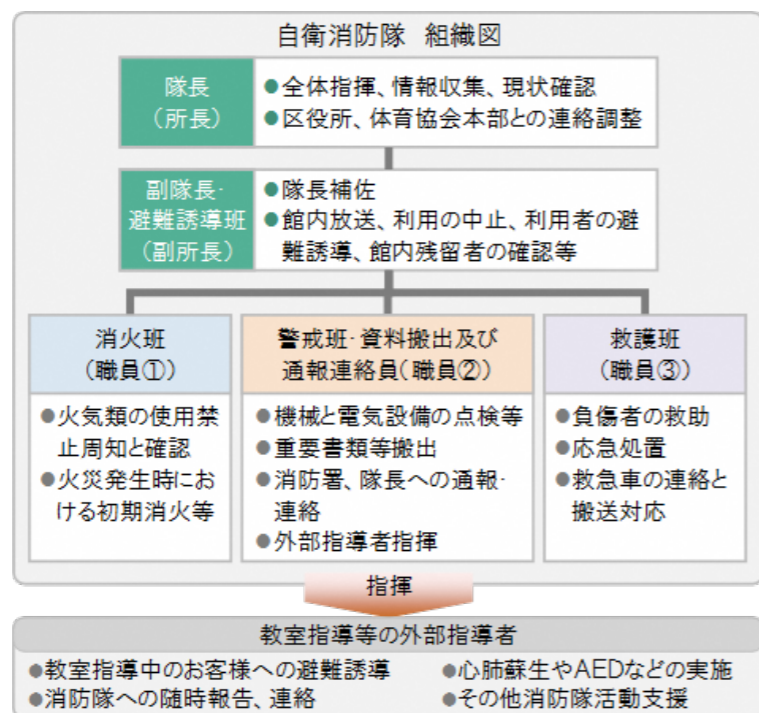 自衛消防隊 組織図
隊長
（所長）
●全体指揮、情報収集、現状確認
●区役所、体育協会本部との連絡調整
副隊長・
避難誘導班
（副所長）
●隊長補佐
●館内放送、利用の中止、利用者の避
難誘導、館内残留者の確認等
消火班
（職員①）
●火気類の使用禁
止周知と確認
●火災発生時にお
ける初期消火等
警戒班・資料搬出及び
通報連絡員（職員②）
●機械と電気設備の点検等
●重要書類等搬出
●消防署、隊長への通報・
連絡
●外部指導者指揮
救護班
（職員③）
●負傷者の救助
●応急処置
●救急車の連絡と
搬送対応
指揮
教室指導等の外部指導者
●教室指導中のお客様への避難誘導
●消防隊への随時報告、連絡
●心肺蘇生やAEDなどの実施
●その他消防隊活動支援